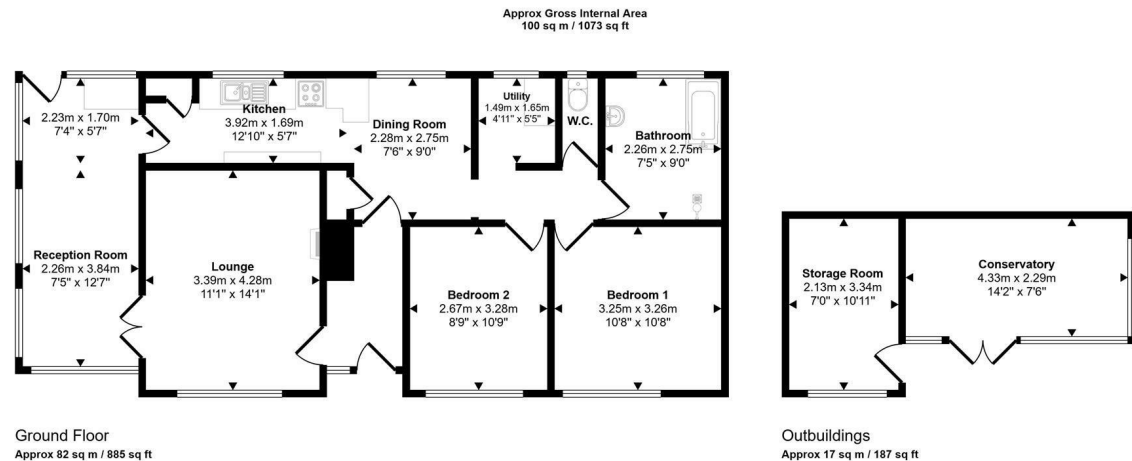 Approx Gross Internal Area
100 sq m / 1073 sq ft
2.23m x 1.70m
7'4" x 5'7"
Kitchen
3.92m x 1.69m
12'10" x 5'7"
Dining Room
2.28m x 2.75m
7'6" x 9'0"
Utility
1.49m x 1.65m
4'11" x 5'5"
W.C.
Bathroom
2.26m x 2.75m
7'5" x 9'0"
Reception Room
2.26m x 3.84m
7'5" x 12'7"
Lounge
3.39m x 4.28m
11'1" x 14'1"
Bedroom 2
2.67m x 3.28m
8'9" x 10'9"
Bedroom 1
3.25m x 3.26m
10'8" x 10'8"
Storage Room
2.13m x 3.34m
7'0" x 10'11"
Conservatory
4.33m x 2.29m
14'2" x 7'6"
Ground Floor
Approx 82 sq m / 885 sq ft
Outbuildings
Approx 17 sq m / 187 sq ft